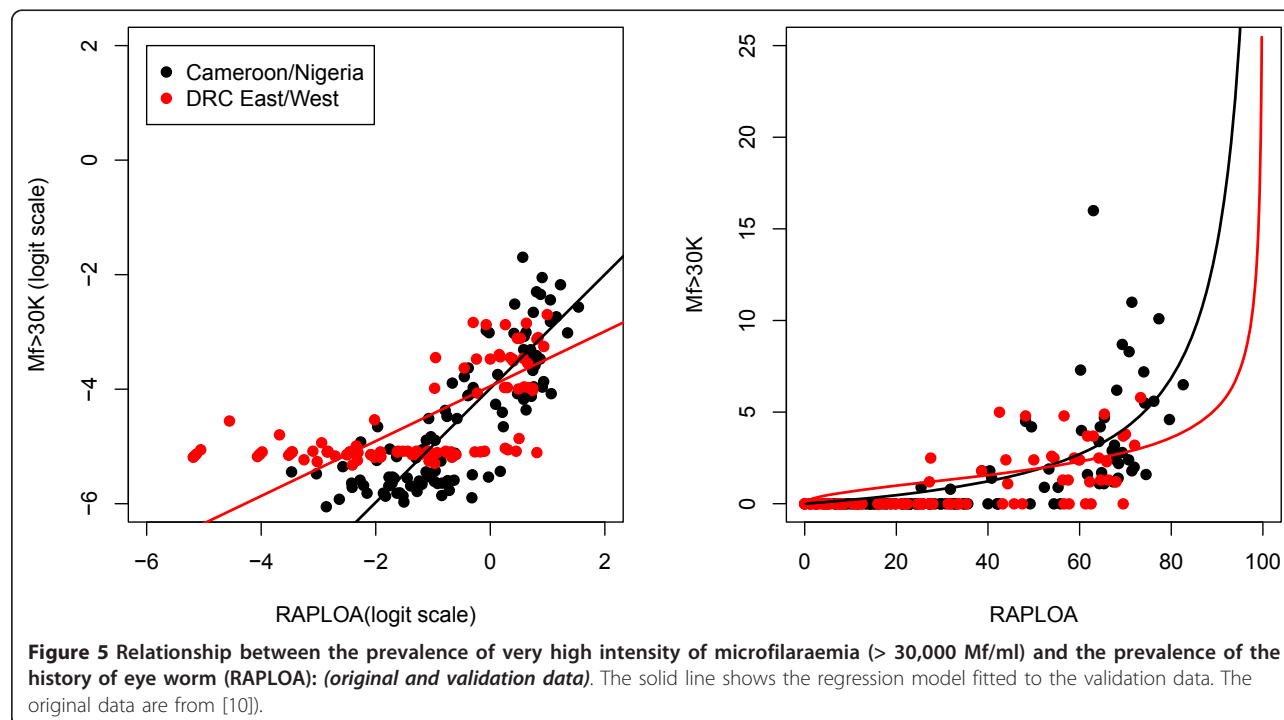 2
0
−2
−4
−6
Mf>30K (logit scale)
Cameroon/Nigeria
DRC East/West
−6
−4
−2
0
2
RAPLOA(logit scale)
25
20
15
10
5
0
Mf>30K
0
20
40
60
80
100
RAPLOA
Figure 5 Relationship between the prevalence of very high intensity of microfilaraemia (> 30,000 Mf/ml) and the prevalence of the
history of eye worm (RAPLOA): (original and validation data). The solid line shows the regression model fitted to the validation data. The
original data are from [10]).